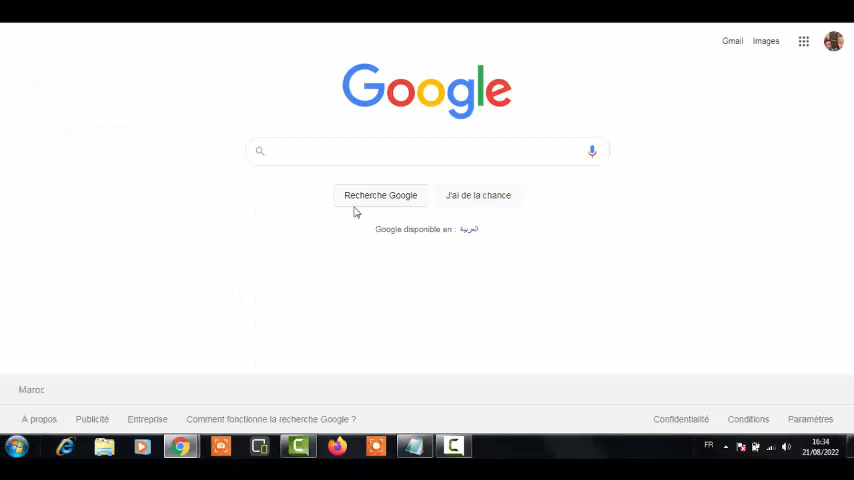 Gmail Images
Google
Recherche Google J'ai de la chance
Google disponible en : العربية
Maroc
À propos Publicité Entreprise Comment fonctionne la recherche Google ? Confidentialité Conditions Paramètres
FR 16:34
21/08/2022